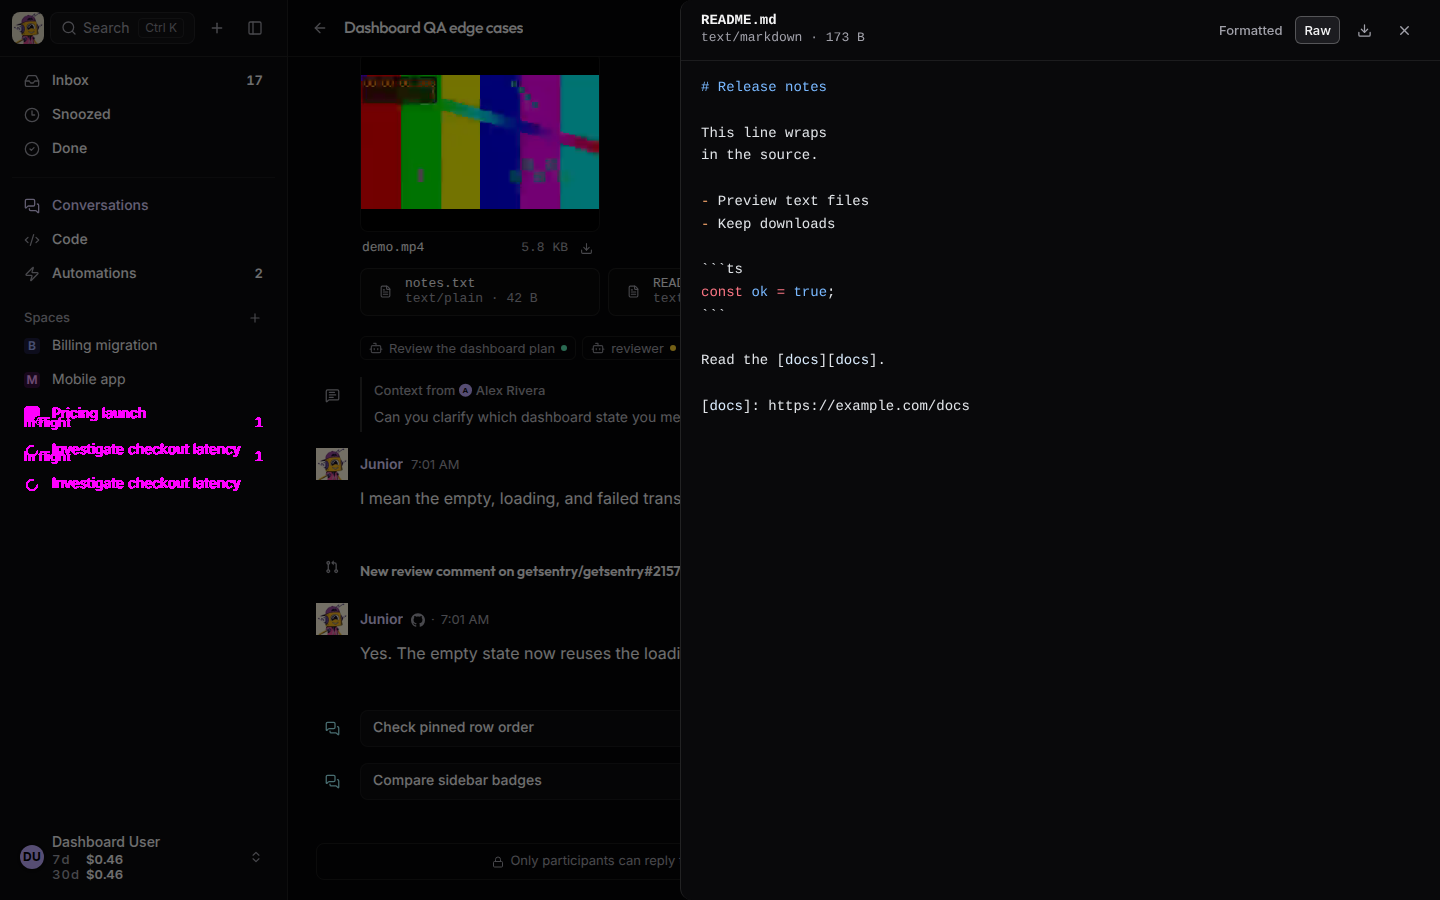 Search Ctrl K
Inbox 17
Snoozed
Done
Conversations
Code
Automations 2
Spaces
B Billing migration
M Mobile app
Pricing launch
In flight 1
Investigate checkout latency
In flight 1
Investigate checkout latency
DU Dashboard User
7d $0.46
30d $0.46
Dashboard QA edge cases
demo.mp4 5.8 KB
notes.txt
text/plain · 42 B
READ
text
Review the dashboard plan
reviewer
Context from A Alex Rivera
Can you clarify which dashboard state you me
Junior 7:01 AM
I mean the empty, loading, and failed trans
New review comment on getsentry/getsentry#2157
Junior · 7:01 AM
Yes. The empty state now reuses the loadi
Check pinned row order
Compare sidebar badges
Only participants can reply
README.md
text/markdown · 173 B
Formatted Raw
# Release notes
This line wraps
in the source.
- Preview text files
- Keep downloads
```ts
const ok = true;
```
Read the [docs][docs].
[docs]: https://example.com/docs